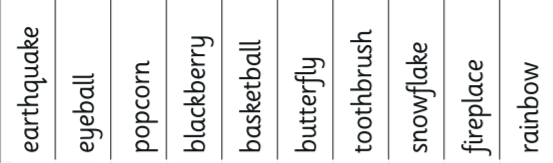 earthquake
eyeball
popcorn
blackberry
basketball
butterfly
toothbrush
snowflake
fireplace
rainbow